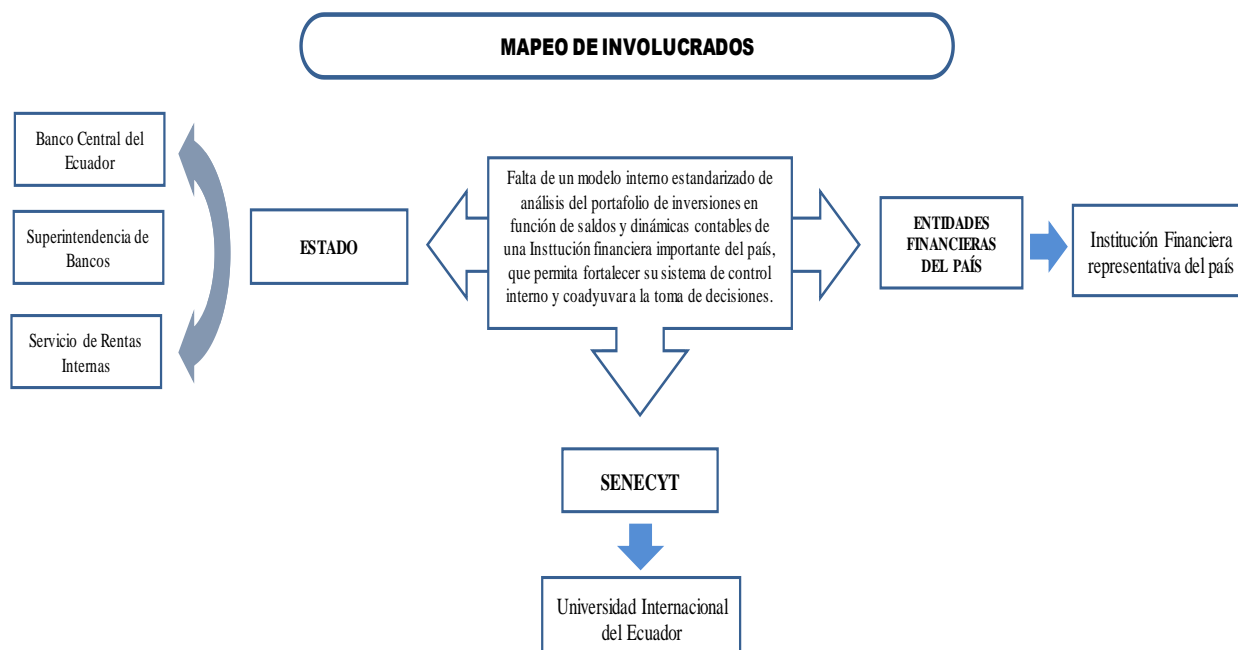 MAPEO DE INVOLUCRADOS
Banco Central del
Ecuador
Superintendencia de
Bancos
Servicio de Rentas
Internas
ESTADO
Falta de un modelo interno estandarizado de
análisis del portafolio de inversiones en
función de saldos y dinámicas contables de
una Insttución financiera importante del país,
que permita fortalecer su sistema de control
interno y coadyuvar a la toma de decisiones.
ENTIDADES
FINANCIERAS
DEL PAÍS
Institución Financiera
representativa del país
SENECYT
Universidad Internacional
del Ecuador